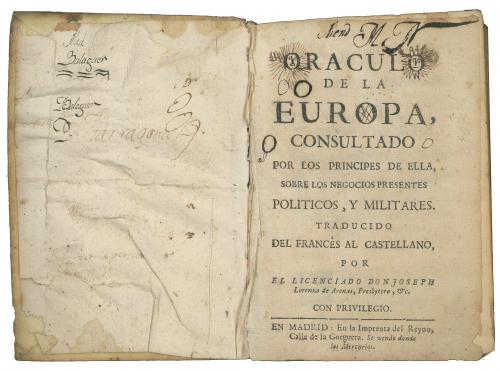 Balaguer
Balaguer
Tarragona
ORACULO
DE LA
EUROPA,
CONSULTADO
POR LOS PRINCIPES DE ELLA,
SOBRE LOS NEGOCIOS PRESENTES
POLITICOS, Y MILITARES.
TRADUCIDO
DEL FRANCÈS AL CASTELLANO,
POR
EL LICENCIADO DON JOSEPH
Lorenzo de Arenas, Presbytero, &c.
CON PRIVILEGIO.
EN MADRID: En la Imprenta del Reyno,
Calle de la Gorguera. Se vende donde
los Mercurios.